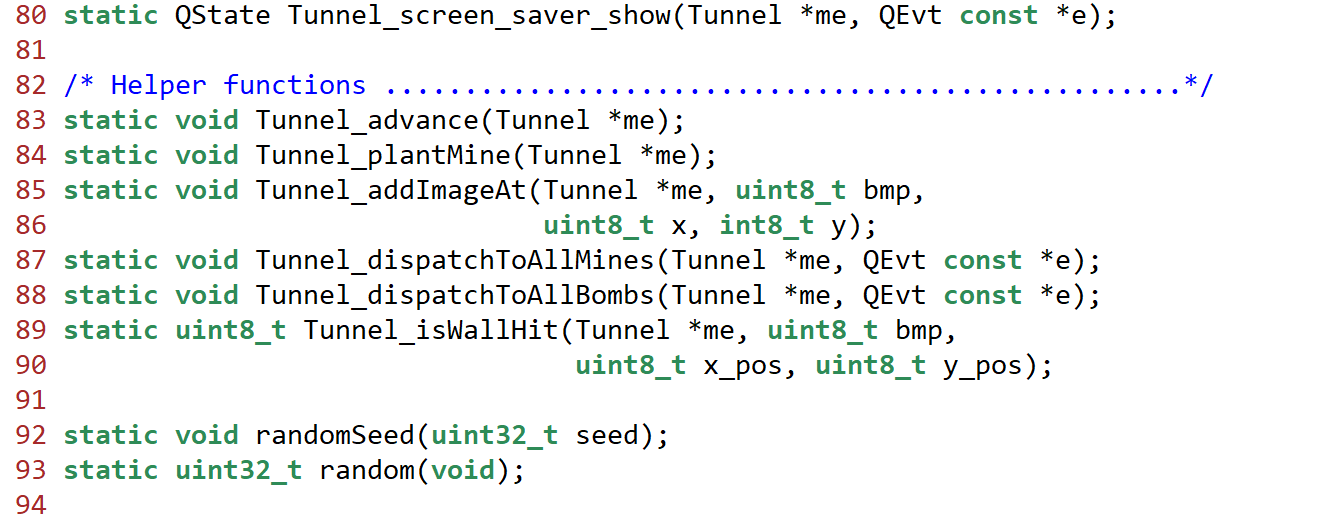 80 static QState Tunnel_screen_saver_show(Tunnel *me, QEvt const *e);
81
82 /* Helper functions ..................................................*/
83 static void Tunnel_advance(Tunnel *me);
84 static void Tunnel_plantMine(Tunnel *me);
85 static void Tunnel_addImageAt(Tunnel *me, uint8_t bmp,
86                               uint8_t x, int8_t y);
87 static void Tunnel_dispatchToAllMines(Tunnel *me, QEvt const *e);
88 static void Tunnel_dispatchToAllBombs(Tunnel *me, QEvt const *e);
89 static uint8_t Tunnel_isWallHit(Tunnel *me, uint8_t bmp,
90                                 uint8_t x_pos, uint8_t y_pos);
91
92 static void randomSeed(uint32_t seed);
93 static uint32_t random(void);
94